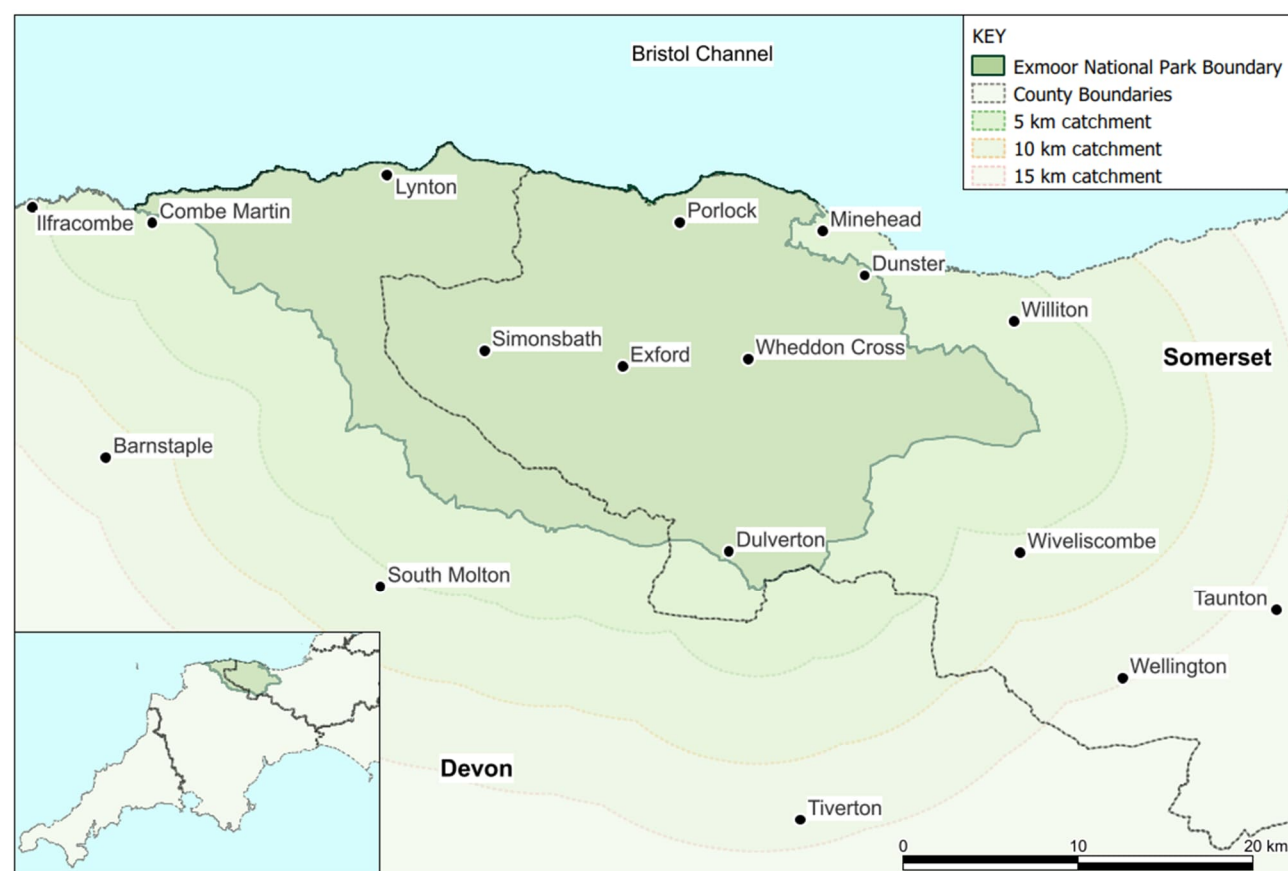 Bristol Channel
KEY
Exmoor National Park Boundary
County Boundaries
5 km catchment
10 km catchment
15 km catchment
Lynton
Combe Martin
Ilfracombe
Porlock
Minehead
Dunster
Williton
Simonsbath
Exford
Wheddon Cross
Somerset
Barnstaple
Dulverton
Wiveliscombe
South Molton
Taunton
Wellington
Devon
Tiverton
0 10 20 km